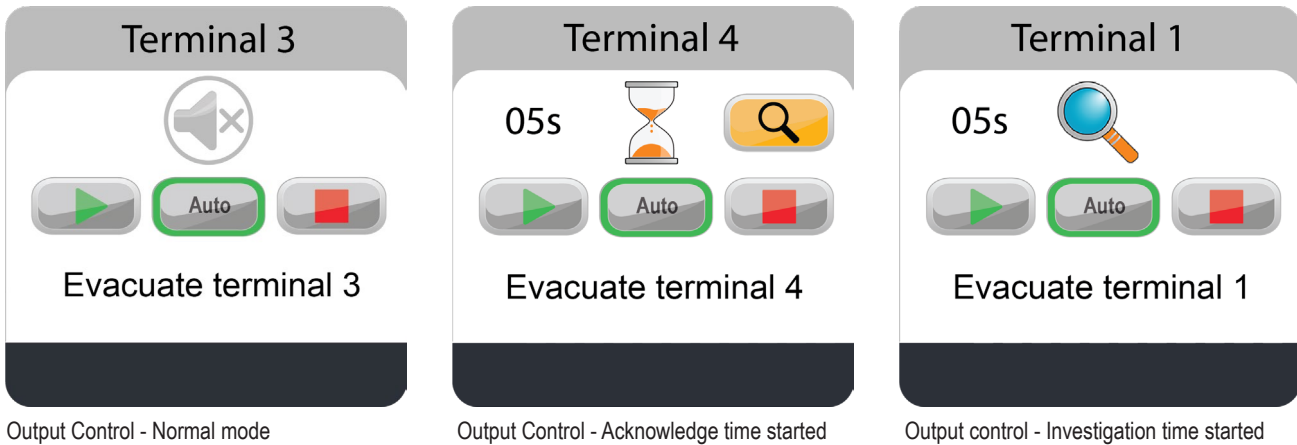 Terminal 3
Auto
Evacuate terminal 3
Output Control - Normal mode
Terminal 4
05s
Auto
Evacuate terminal 4
Output Control - Acknowledge time started
Terminal 1
05s
Auto
Evacuate terminal 1
Output control - Investigation time started